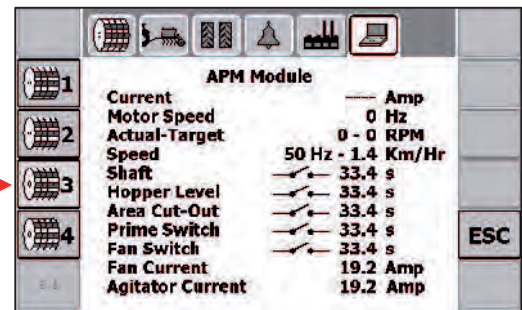 APM Module
Current ---- Amp
Motor Speed 0 Hz
Actual-Target 0 - 0 RPM
Speed 50 Hz - 1.4 Km/Hr
Shaft 33.4 s
Hopper Level 33.4 s
Area Cut-Out 33.4 s
Prime Switch 33.4 s
Fan Switch 33.4 s
Fan Current 19.2 Amp
Agitator Current 19.2 Amp
1
2
3
4
ESC